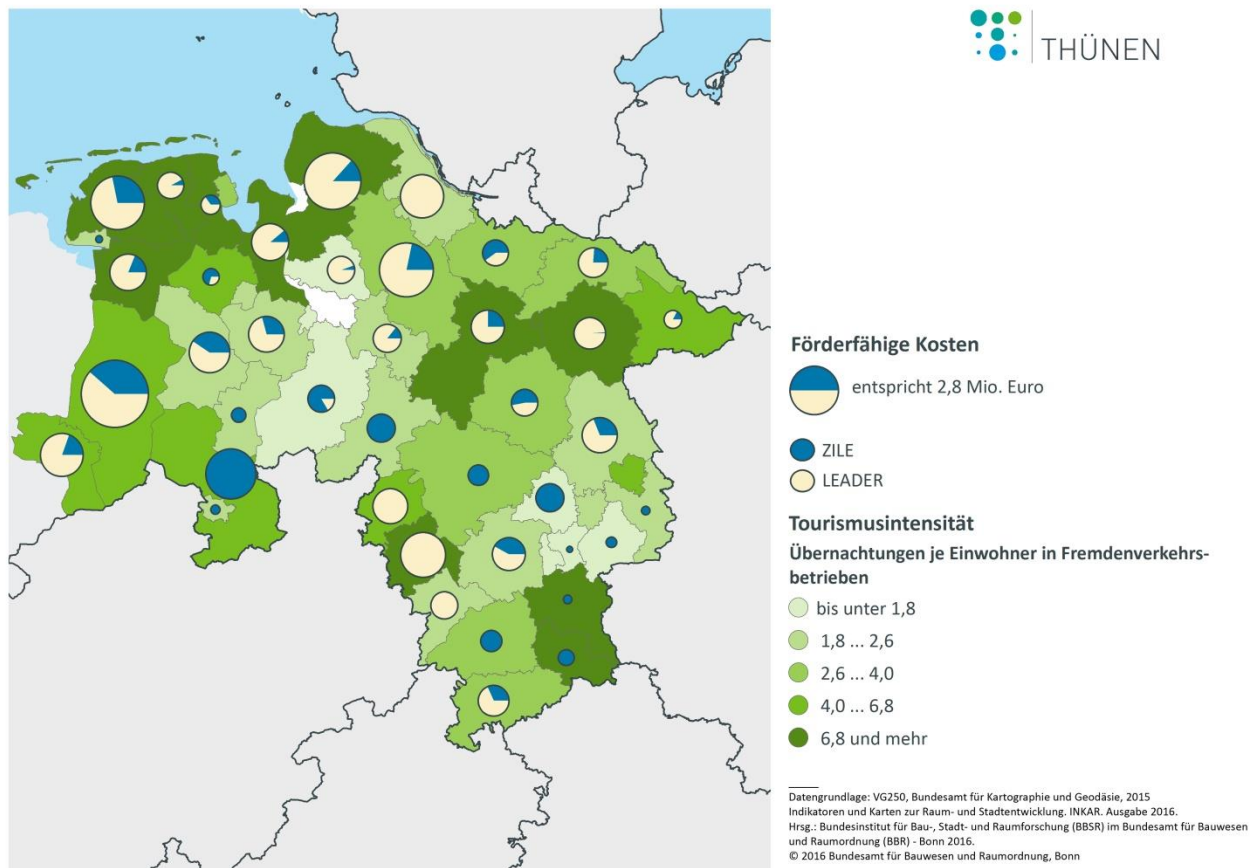 THÜNEN
Förderfähige Kosten
entspricht 2,8 Mio. Euro
ZILE
LEADER
Tourismusintensität
Übernachtungen je Einwohner in Fremdenverkehrs-
betrieben
bis unter 1,8
1,8 ... 2,6
2,6 ... 4,0
4,0 ... 6,8
6,8 und mehr
Datengrundlage: VG250, Bundesamt für Kartographie und Geodäsie, 2015
Indikatoren und Karten zur Raum- und Stadtentwicklung. INKAR. Ausgabe 2016.
Hrsg.: Bundesinstitut für Bau-, Stadt- und Raumforschung (BBSR) im Bundesamt für Bauwesen
und Raumordnung (BBR) - Bonn 2016.
© 2016 Bundesamt für Bauwesen und Raumordnung, Bonn